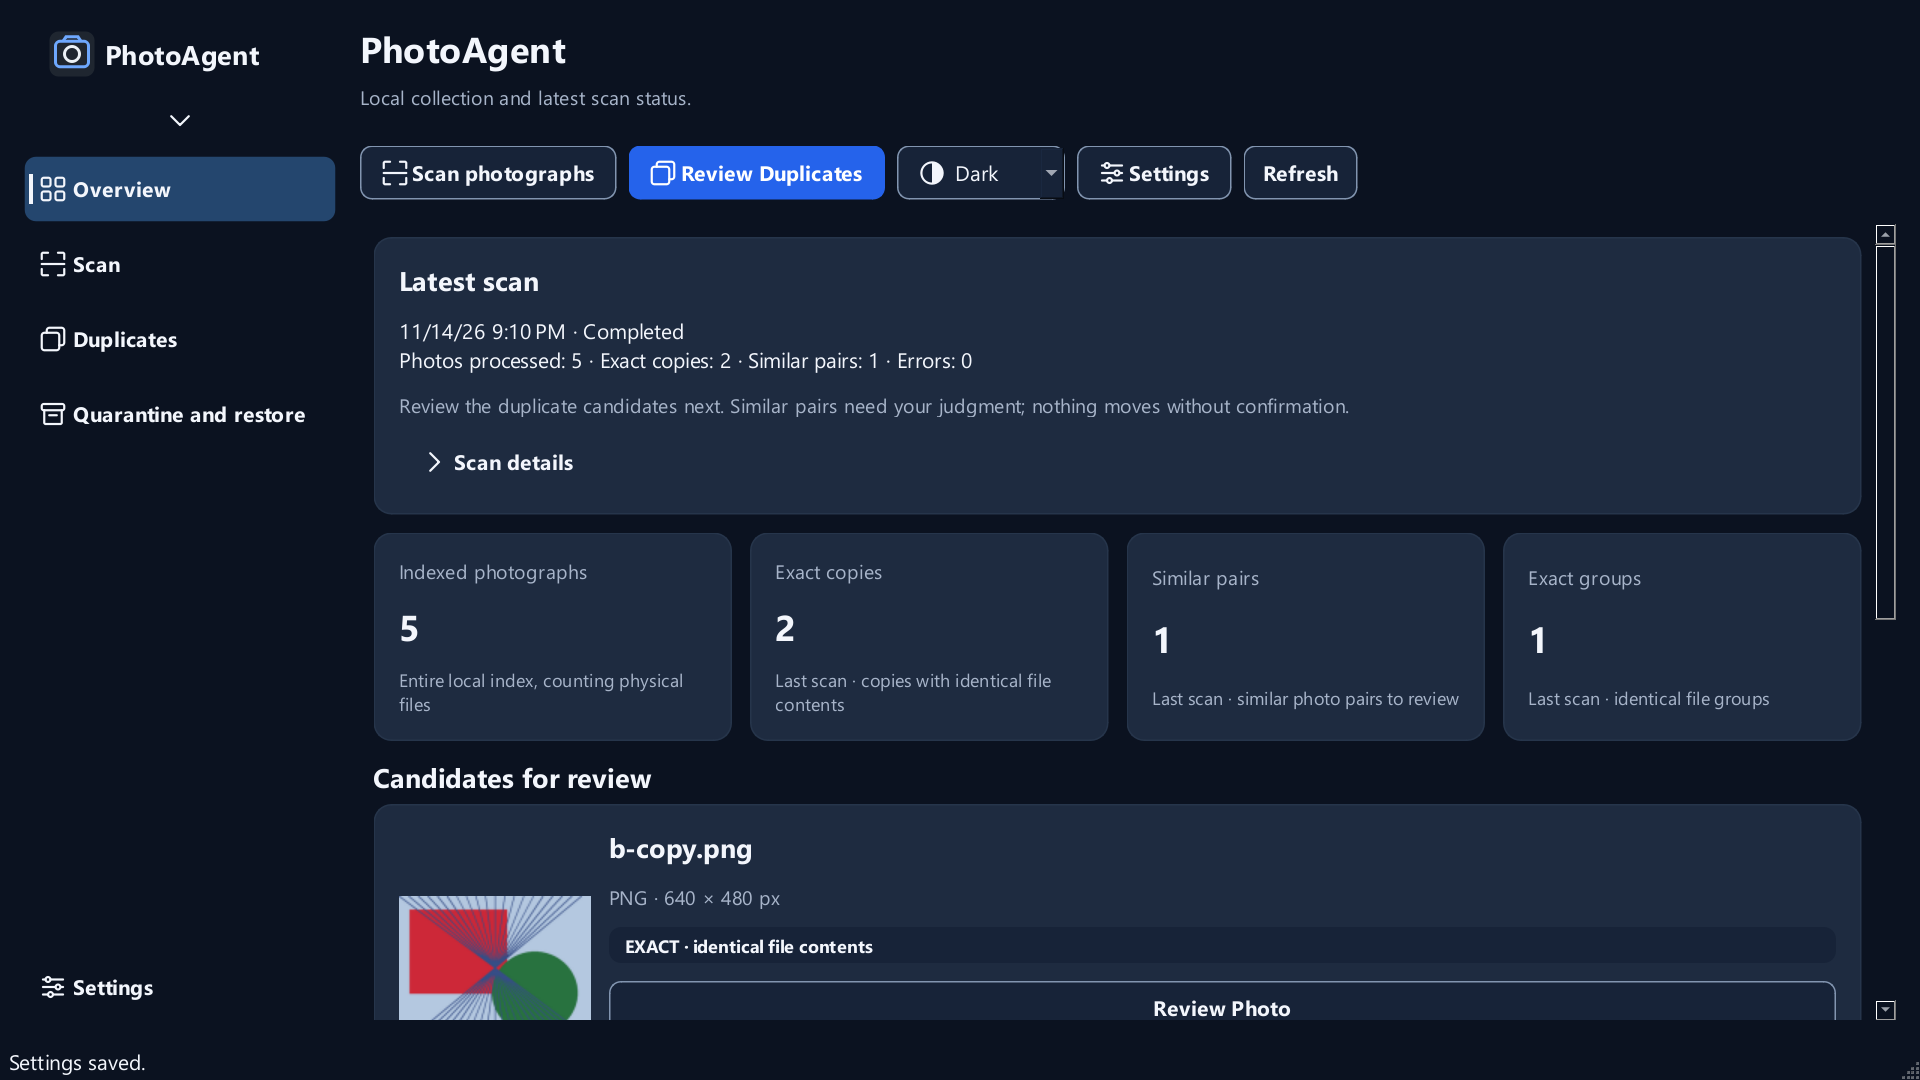 PhotoAgent
Overview
Scan
Duplicates
Quarantine and restore
Settings
PhotoAgent
Local collection and latest scan status.
Scan photographs
Review Duplicates
Dark
Settings
Refresh
Latest scan
11/14/26 9:10 PM · Completed
Photos processed: 5 · Exact copies: 2 · Similar pairs: 1 · Errors: 0
Review the duplicate candidates next. Similar pairs need your judgment; nothing moves without confirmation.
Scan details
Indexed photographs
5
Entire local index, counting physical
files
Exact copies
2
Last scan · copies with identical file
contents
Similar pairs
1
Last scan · similar photo pairs to review
Exact groups
1
Last scan · identical file groups
Candidates for review
b-copy.png
PNG · 640 × 480 px
EXACT · identical file contents
Review Photo
Settings saved.